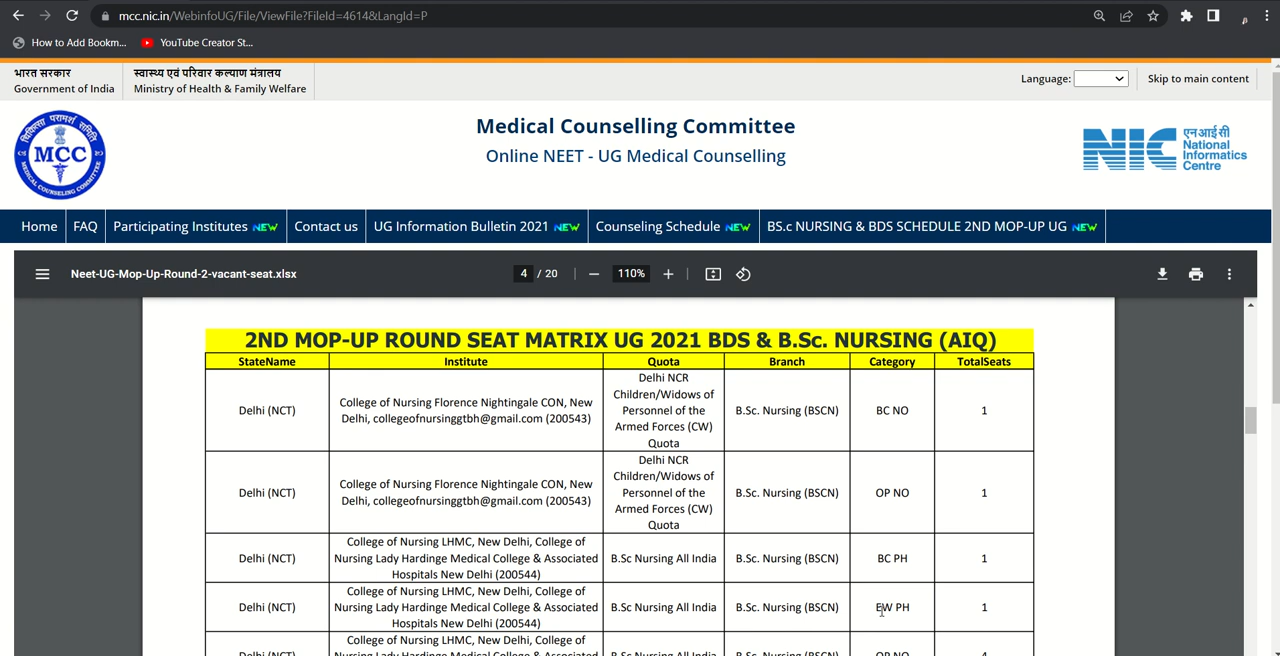 mcc.nic.in/WebinfoUG/File/ViewFile?FileId=4614&LangId=P
How to Add Bookm...
YouTube Creator St...
भारत सरकार
Government of India
स्वास्थ्य एवं परिवार कल्याण मंत्रालय
Ministry of Health & Family Welfare
Language:
Skip to main content
MCC
Medical Counselling Committee
Online NEET - UG Medical Counselling
NIC
एनआईसी
National
Informatics
Centre
Home
FAQ
Participating Institutes NEW
Contact us
UG Information Bulletin 2021 NEW
Counseling Schedule NEW
BS.c NURSING & BDS SCHEDULE 2ND MOP-UP UG NEW
Neet-UG-Mop-Up-Round-2-vacant-seat.xlsx
4 / 20
110%
2ND MOP-UP ROUND SEAT MATRIX UG 2021 BDS & B.Sc. NURSING (AIQ)
StateName Institute Quota Branch Category TotalSeats
Delhi (NCT)
College of Nursing Florence Nightingale CON, New
Delhi, collegeofnursinggtbh@gmail.com (200543)
Delhi NCR
Children/Widows of
Personnel of the
Armed Forces (CW)
Quota
B.Sc. Nursing (BSCN)
BC NO
1
Delhi (NCT)
College of Nursing Florence Nightingale CON, New
Delhi, collegeofnursinggtbh@gmail.com (200543)
Delhi NCR
Children/Widows of
Personnel of the
Armed Forces (CW)
Quota
B.Sc. Nursing (BSCN)
OP NO
1
Delhi (NCT)
College of Nursing LHMC, New Delhi, College of
Nursing Lady Hardinge Medical College & Associated
Hospitals New Delhi (200544)
B.Sc Nursing All India
B.Sc. Nursing (BSCN)
BC PH
1
Delhi (NCT)
College of Nursing LHMC, New Delhi, College of
Nursing Lady Hardinge Medical College & Associated
Hospitals New Delhi (200544)
B.Sc Nursing All India
B.Sc. Nursing (BSCN)
EW PH
1
College of Nursing LHMC, New Delhi, College of